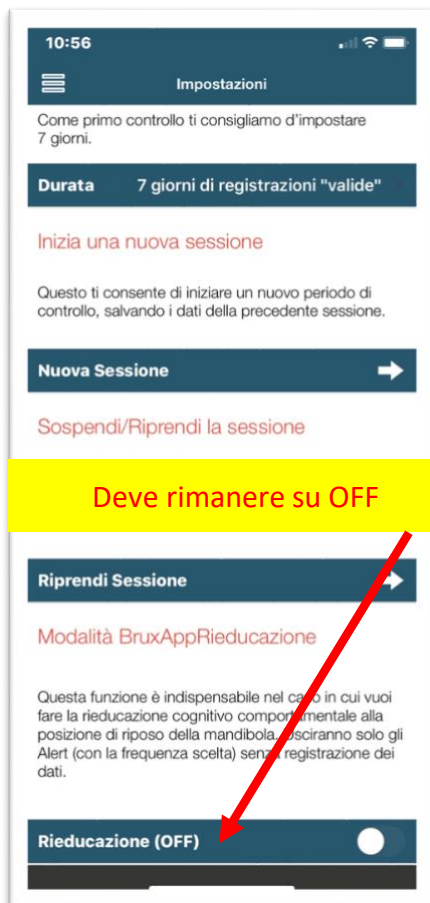 10:56
Impostazioni
Come primo controllo ti consigliamo d'impostare
7 giorni.
Durata 7 giorni di registrazioni "valide"
Inizia una nuova sessione
Questo ti consente di iniziare un nuovo periodo di
controllo, salvando i dati della precedente sessione.
Nuova Sessione
Sospendi/Riprendi la sessione
Deve rimanere su OFF
Riprendi Sessione
Modalità BruxAppRieducazione
Questa funzione è indispensabile nel caso in cui vuoi
fare la rieducazione cognitivo comportamentale alla
posizione di riposo della mandibola. Usciranno solo gli
Alert (con la frequenza scelta) senza registrazione dei
dati.
Rieducazione (OFF)